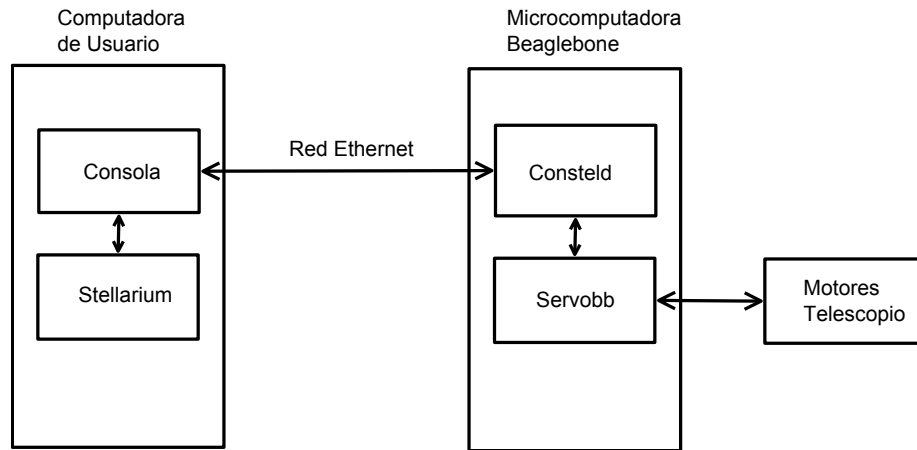 Computadora
de Usuario
Microcomputadora
Beaglebone
Consola
Red Ethernet
Consteld
Stellarium
Servobb
Motores
Telescopio